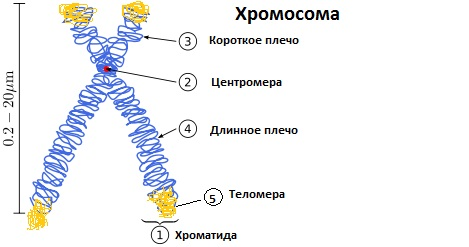 Хромосома
3 Короткое плечо
2 Центромера
4 Длинное плечо
5 Теломера
1 Хроматида
0.2 – 20μm